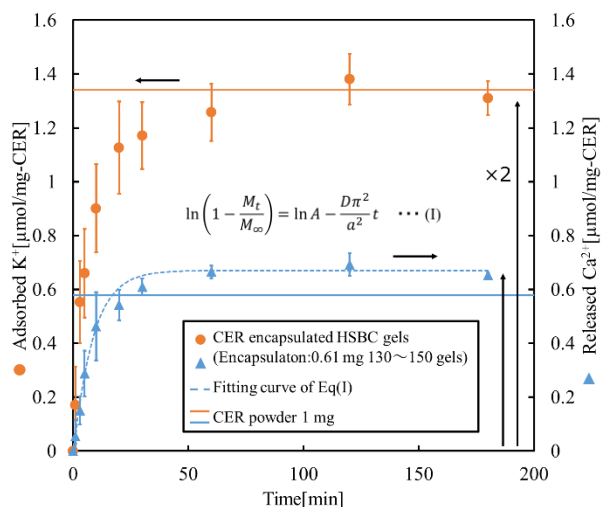 1.6
1.4
1.2
1
0.8
0.6
0.4
0.2
0
Adsorbed K⁺[μmol/mg-CER]
×2
ln(1 − M_t/M_∞) = ln A − Dπ²/a² t ⋯ (I)
CER encapsulated HSBC gels
(Encapsulaton:0.61 mg 130～150 gels)
Fitting curve of Eq(I)
CER powder 1 mg
1.6
1.4
1.2
1
0.8
0.6
0.4
0.2
0
Released Ca²⁺[μmol/mg-CER]
0 50 100 150 200
Time[min]